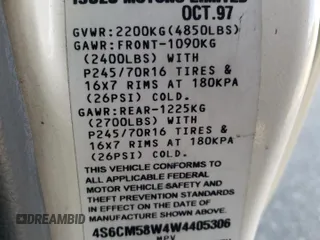 ISUZU MOTORS LIMITED
OCT.97
GVWR:2200KG(4850LBS)
GAWR:FRONT-1090KG
(2400LBS) WITH
P245/70R16 TIRES &
16x7 RIMS AT 180KPA
(26PSI) COLD.
GAWR:REAR-1225KG
(2700LBS) WITH
P245/70R16 TIRES &
16x7 RIMS AT 180KPA
(26PSI) COLD.
THIS VEHICLE CONFORMS TO
ALL APPLICABLE FEDERAL
MOTOR VEHICLE SAFETY AND
THEFT PREVENTION STANDARDS
IN EFFECT ON THE DATE OF
MANUFACTURE SHOWN ABOVE
4S6CM58W4W4405306
MPV
DREAMBID